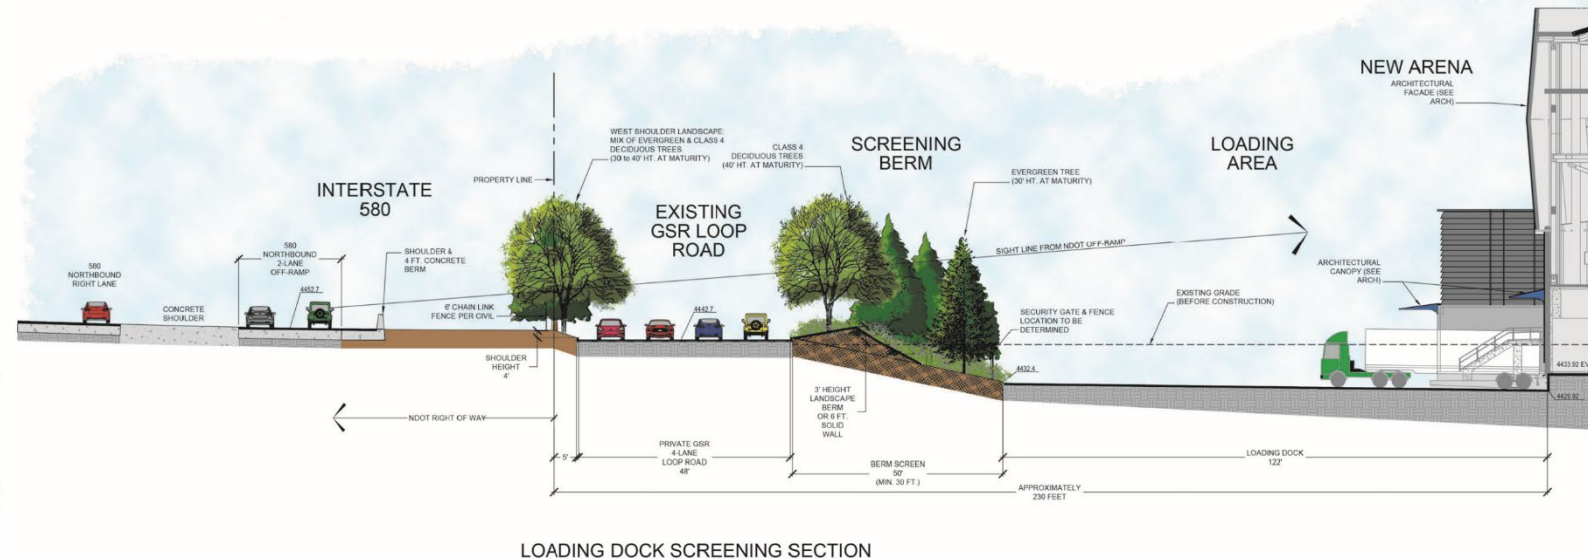 NEW ARENA
ARCHITECTURAL
FACADE (SEE
ARCH)
WEST SHOULDER LANDSCAPE:
MIX OF EVERGREEN & CLASS 4
DECIDUOUS TREES
(30 to 40' HT. AT MATURITY)
CLASS 4
DECIDUOUS TREES
(40' HT. AT MATURITY)
SCREENING
BERM
LOADING
AREA
PROPERTY LINE
EVERGREEN TREE
(30' HT. AT MATURITY)
INTERSTATE
580
EXISTING
GSR LOOP
ROAD
580
NORTHBOUND
RIGHT LANE
580
NORTHBOUND
2-LANE
OFF-RAMP
SHOULDER &
4 FT. CONCRETE
BERM
SIGHT LINE FROM NDOT OFF-RAMP
ARCHITECTURAL
CANOPY (SEE
ARCH)
4452.7
CONCRETE
SHOULDER
6' CHAIN LINK
FENCE PER CIVIL
4442.7
EXISTING GRADE
(BEFORE CONSTRUCTION)
SECURITY GATE & FENCE
LOCATION TO BE
DETERMINED
SHOULDER
HEIGHT
4'
4432.4
4433.92 EV
4429.92
3' HEIGHT
LANDSCAPE
BERM
OR 6 FT.
SOLID
WALL
NDOT RIGHT OF WAY
5'
PRIVATE GSR
4-LANE
LOOP ROAD
48'
BERM SCREEN
50'
(MIN. 30 FT.)
LOADING DOCK
122'
APPROXIMATELY
230 FEET
LOADING DOCK SCREENING SECTION